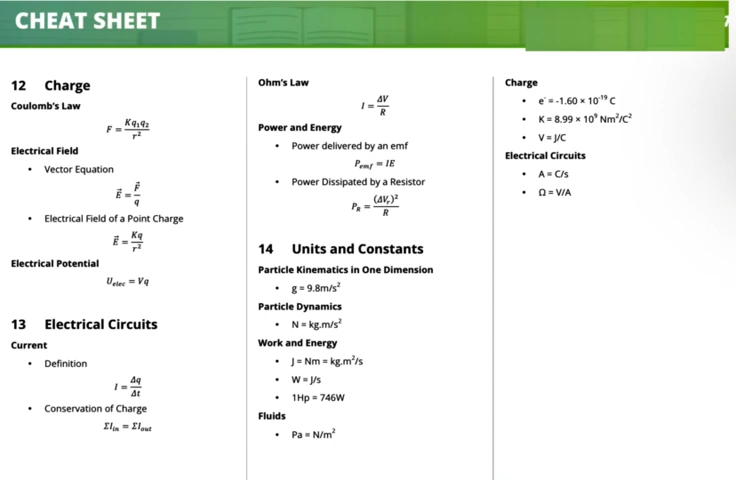 CHEAT SHEET
12 Charge
Coulomb's Law
F = Kq₁q₂/r²
Electrical Field
• Vector Equation
E⃗ = F⃗/q
• Electrical Field of a Point Charge
E⃗ = Kq/r²
Electrical Potential
U_elec = Vq
13 Electrical Circuits
Current
• Definition
I = Δq/Δt
• Conservation of Charge
ΣI_in = ΣI_out
Ohm's Law
I = ΔV/R
Power and Energy
• Power delivered by an emf
P_emf = IE
• Power Dissipated by a Resistor
P_R = (ΔV_r)²/R
14 Units and Constants
Particle Kinematics in One Dimension
• g = 9.8m/s²
Particle Dynamics
• N = kg.m/s²
Work and Energy
• J = Nm = kg.m²/s
• W = J/s
• 1Hp = 746W
Fluids
• Pa = N/m²
Charge
• e⁻ = -1.60 × 10⁻¹⁹ C
• K = 8.99 × 10⁹ Nm²/C²
• V = J/C
Electrical Circuits
• A = C/s
• Ω = V/A